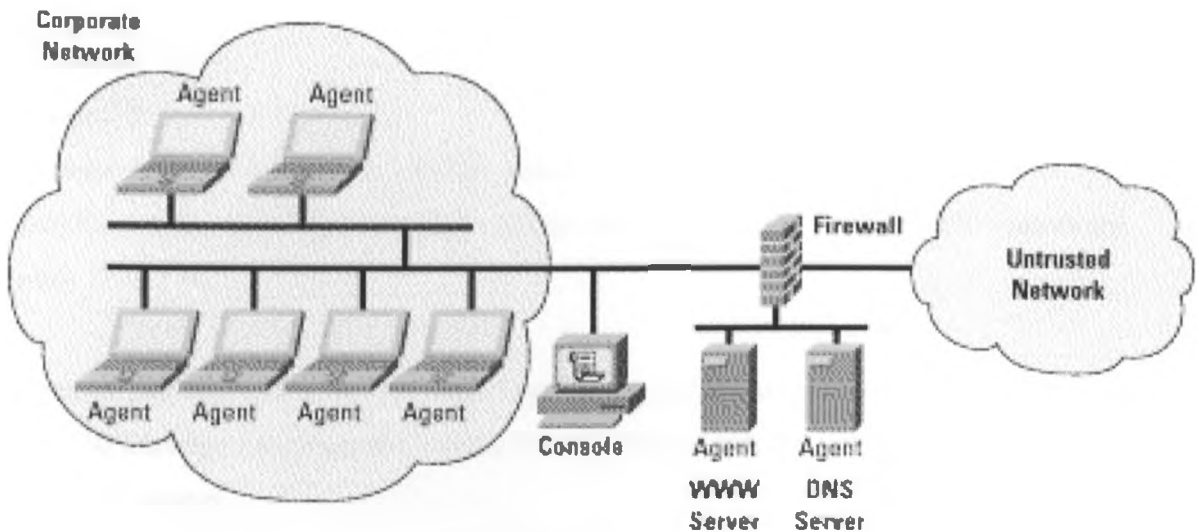 Corporate
Network
Agent
Agent
Firewall
Untrusted
Network
Agent
Agent
Agent
Agent
Console
Agent
WWW
Server
Agent
DNS
Server